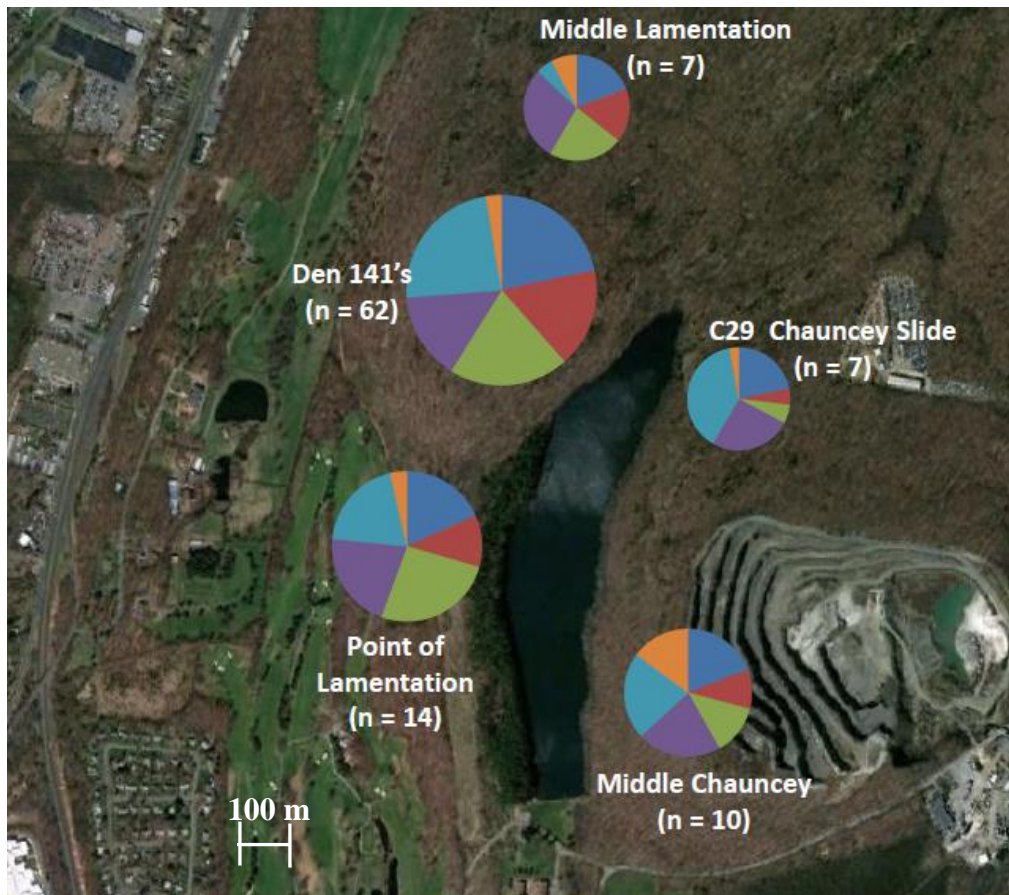 Middle Lamentation
(n = 7)
Den 141's
(n = 62)
C29  Chauncey Slide
(n = 7)
Point of
Lamentation
(n = 14)
Middle Chauncey
(n = 10)
100 m